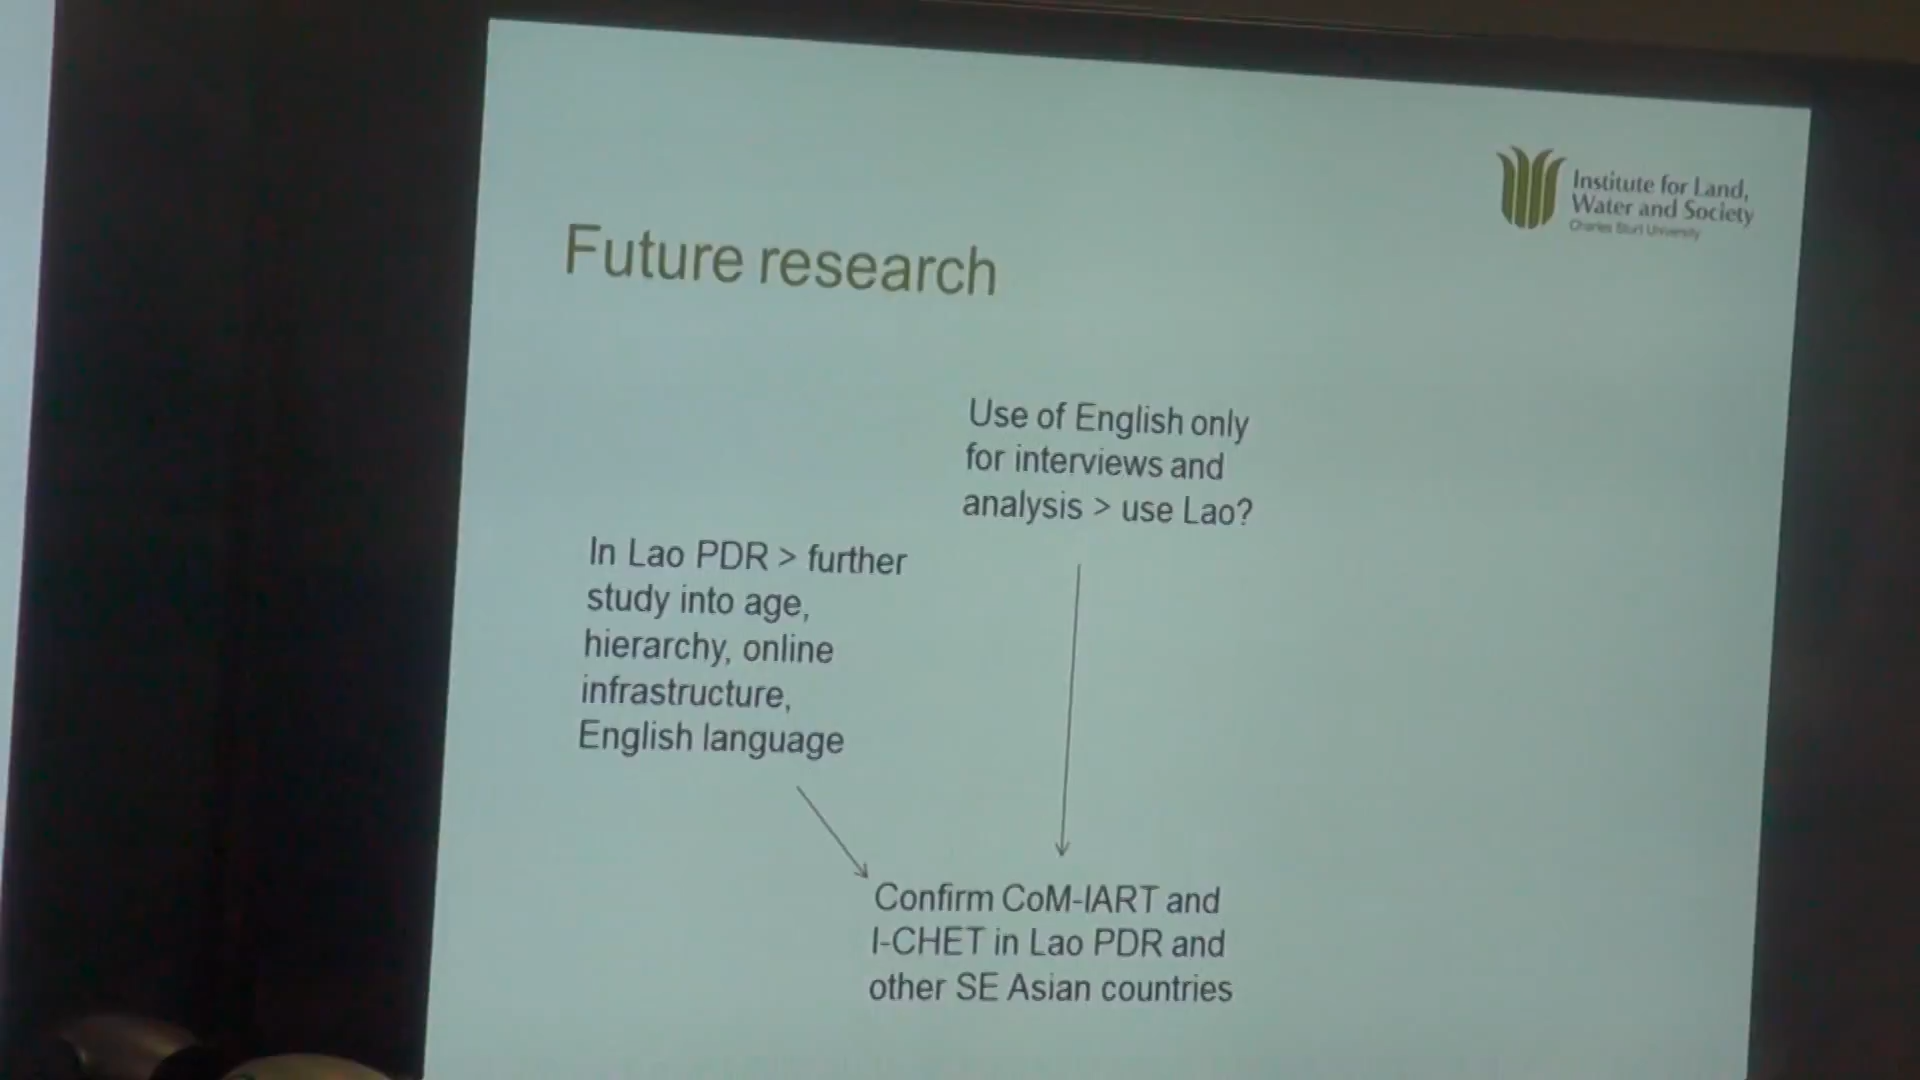 Institute for Land,
Water and Society
Charles Sturt University
Future research
Use of English only
for interviews and
analysis > use Lao?
In Lao PDR > further
study into age,
hierarchy, online
infrastructure,
English language
Confirm CoM-IART and
I-CHET in Lao PDR and
other SE Asian countries